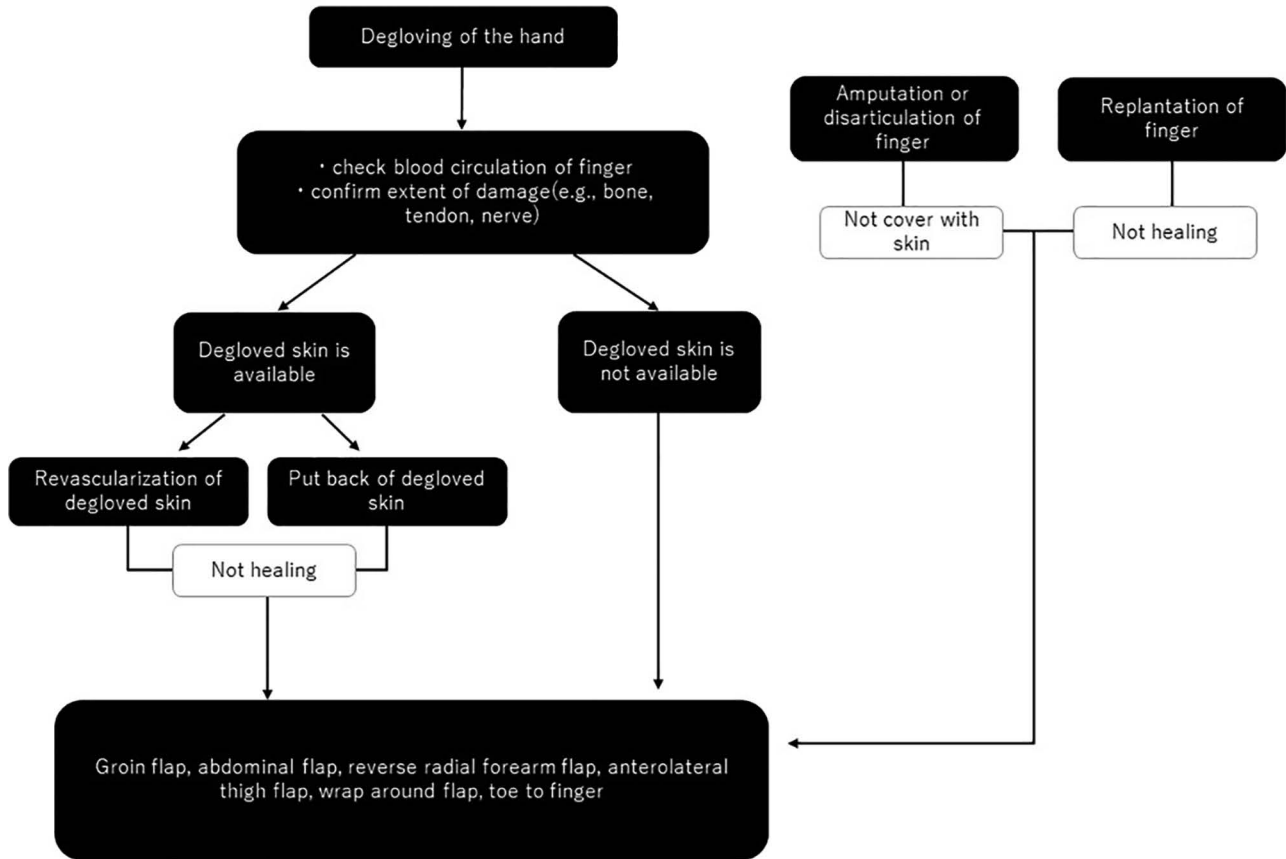 Degloving of the hand
Amputation or
disarticulation of
finger
Replantation of
finger
・check blood circulation of finger
・confirm extent of damage(e.g., bone,
tendon, nerve)
Not cover with
skin
Not healing
Degloved skin is
available
Degloved skin is
not available
Revascularization of
degloved skin
Put back of degloved
skin
Not healing
Groin flap, abdominal flap, reverse radial forearm flap, anterolateral
thigh flap, wrap around flap, toe to finger